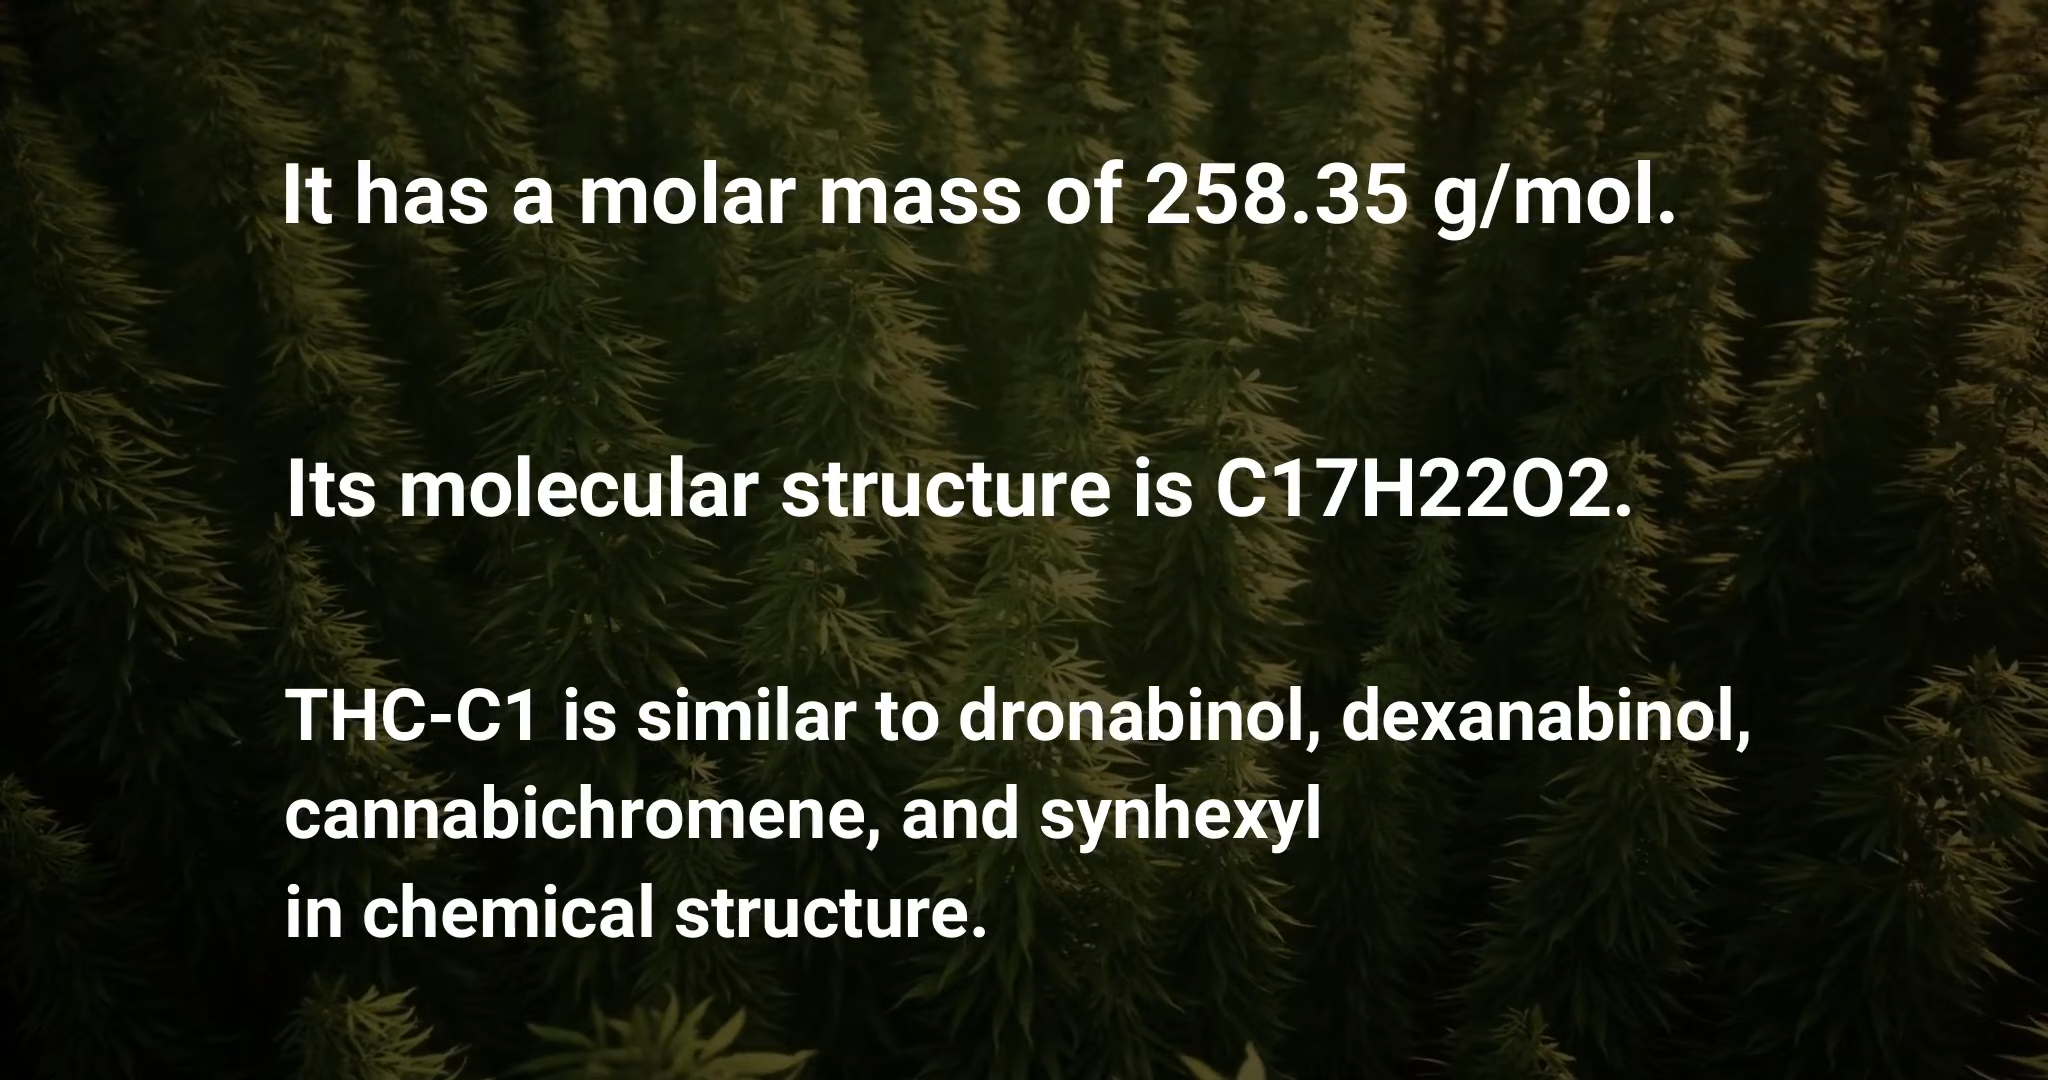 It has a molar mass of 258.35 g/mol.
Its molecular structure is C17H22O2.
THC-C1 is similar to dronabinol, dexanabinol,
cannabichromene, and synhexyl
in chemical structure.